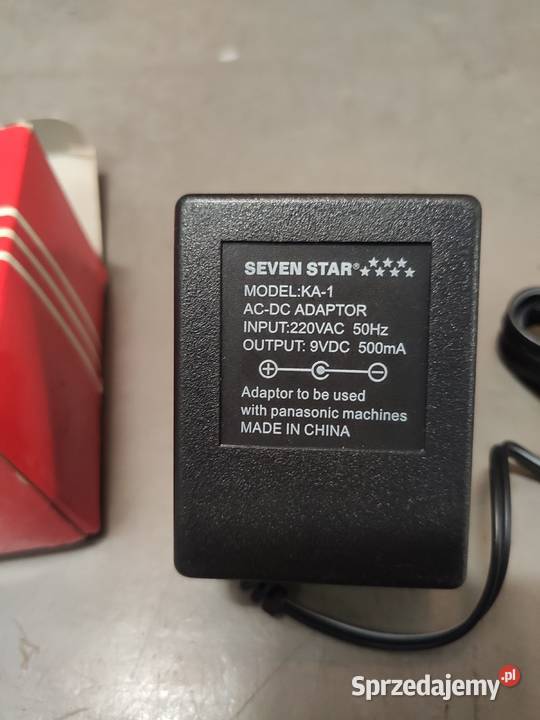 SEVEN STAR®
MODEL:KA-1
AC-DC ADAPTOR
INPUT:220VAC 50Hz
OUTPUT: 9VDC 500mA
Adaptor to be used
with panasonic machines
MADE IN CHINA
Sprzedajemy.pl